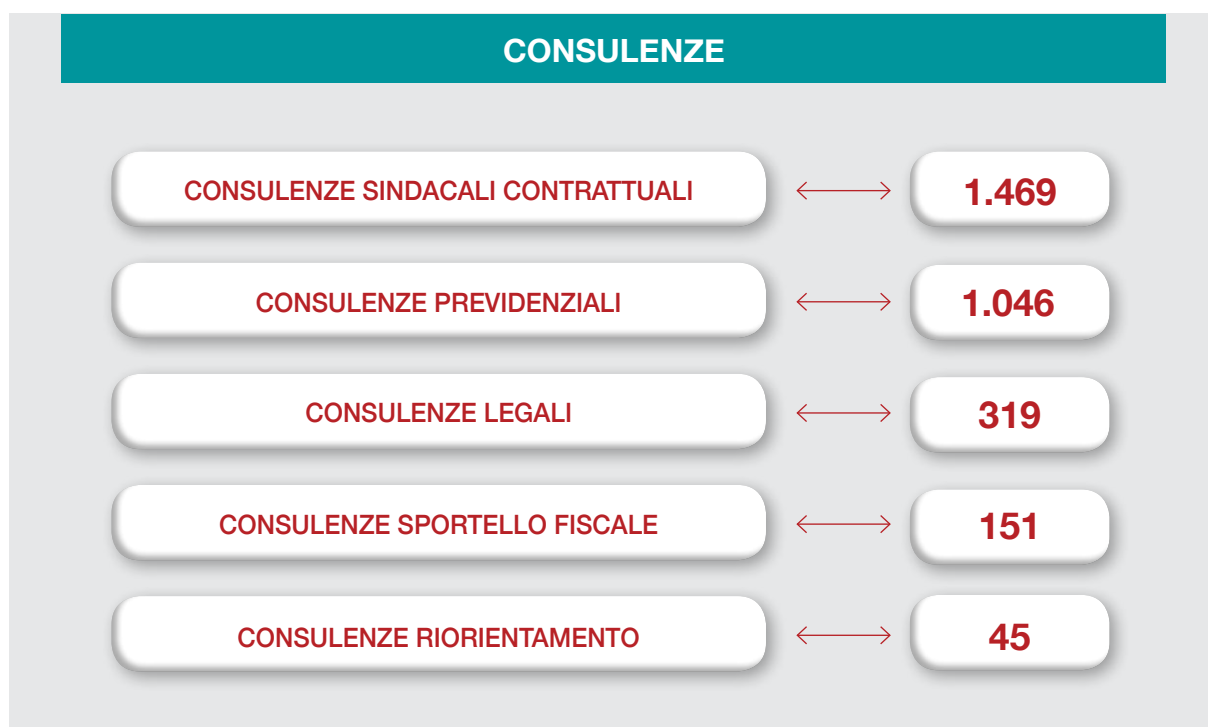 CONSULENZE
CONSULENZE SINDACALI CONTRATTUALI 1.469
CONSULENZE PREVIDENZIALI 1.046
CONSULENZE LEGALI 319
CONSULENZE SPORTELLO FISCALE 151
CONSULENZE RIORIENTAMENTO 45